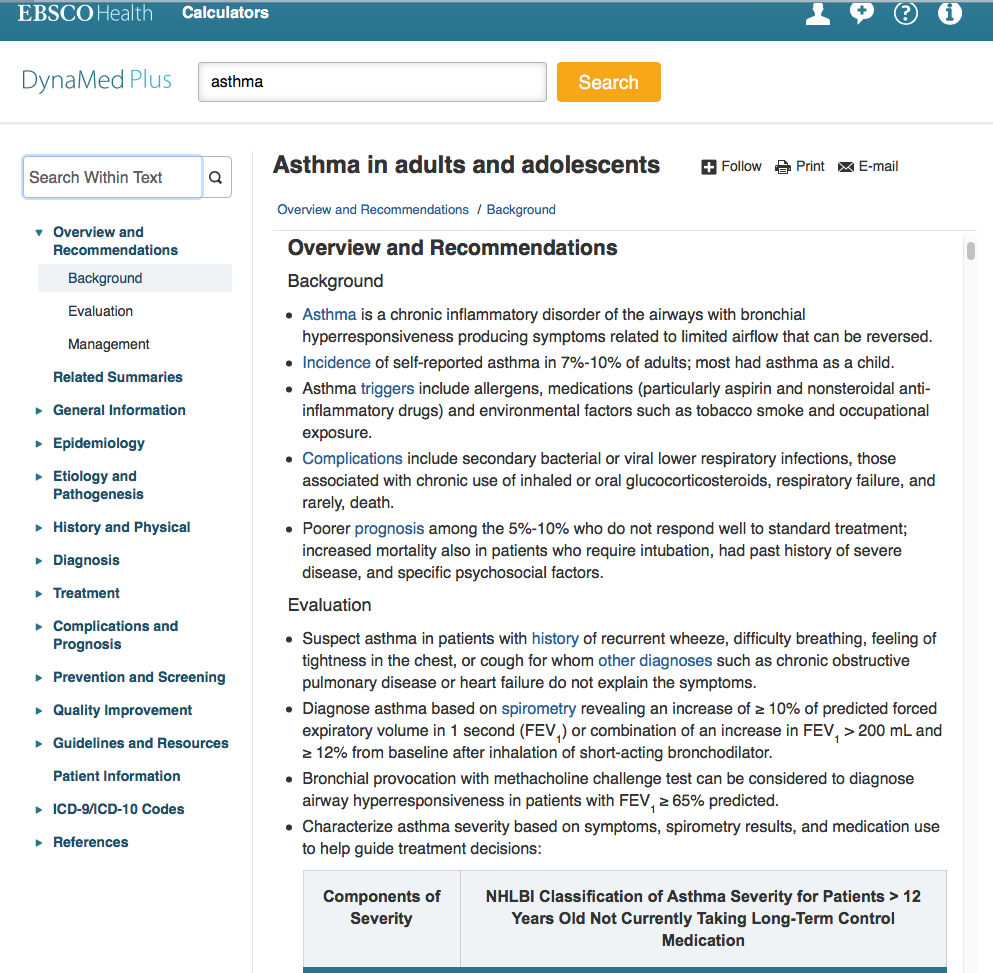 EBSCO Health Calculators
DynaMed Plus asthma Search
Search Within Text
Overview and
Recommendations
Background
Evaluation
Management
Related Summaries
General Information
Epidemiology
Etiology and
Pathogenesis
History and Physical
Diagnosis
Treatment
Complications and
Prognosis
Prevention and Screening
Quality Improvement
Guidelines and Resources
Patient Information
ICD-9/ICD-10 Codes
References
Asthma in adults and adolescents Follow Print E-mail
Overview and Recommendations / Background
Overview and Recommendations
Background
• Asthma is a chronic inflammatory disorder of the airways with bronchial
hyperresponsiveness producing symptoms related to limited airflow that can be reversed.
• Incidence of self-reported asthma in 7%-10% of adults; most had asthma as a child.
• Asthma triggers include allergens, medications (particularly aspirin and nonsteroidal anti-
inflammatory drugs) and environmental factors such as tobacco smoke and occupational
exposure.
• Complications include secondary bacterial or viral lower respiratory infections, those
associated with chronic use of inhaled or oral glucocorticosteroids, respiratory failure, and
rarely, death.
• Poorer prognosis among the 5%-10% who do not respond well to standard treatment;
increased mortality also in patients who require intubation, had past history of severe
disease, and specific psychosocial factors.
Evaluation
• Suspect asthma in patients with history of recurrent wheeze, difficulty breathing, feeling of
tightness in the chest, or cough for whom other diagnoses such as chronic obstructive
pulmonary disease or heart failure do not explain the symptoms.
• Diagnose asthma based on spirometry revealing an increase of ≥ 10% of predicted forced
expiratory volume in 1 second (FEV1) or combination of an increase in FEV1 > 200 mL and
≥ 12% from baseline after inhalation of short-acting bronchodilator.
• Bronchial provocation with methacholine challenge test can be considered to diagnose
airway hyperresponsiveness in patients with FEV1 ≥ 65% predicted.
• Characterize asthma severity based on symptoms, spirometry results, and medication use
to help guide treatment decisions:
Components of
Severity
NHLBI Classification of Asthma Severity for Patients > 12
Years Old Not Currently Taking Long-Term Control
Medication